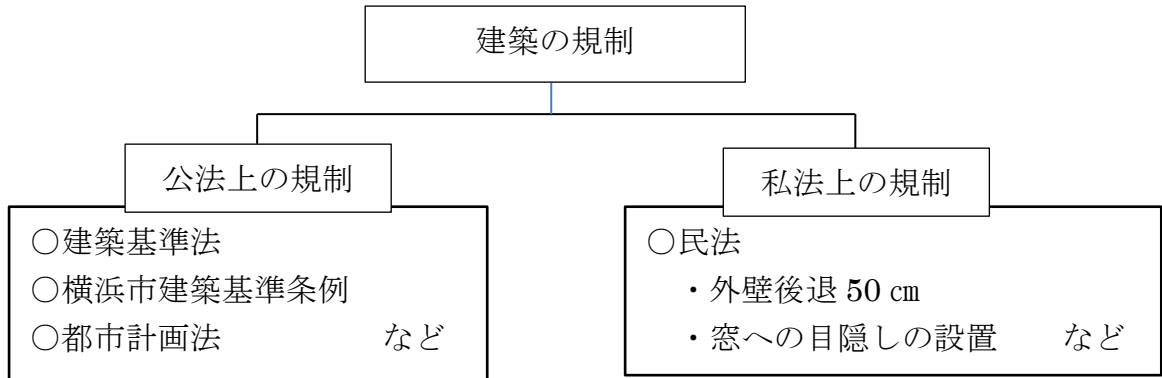 建築の規制
公法上の規制
○建築基準法
○横浜市建築基準条例
○都市計画法 など
私法上の規制
○民法
・外壁後退 50 ㎝
・窓への目隠しの設置 など